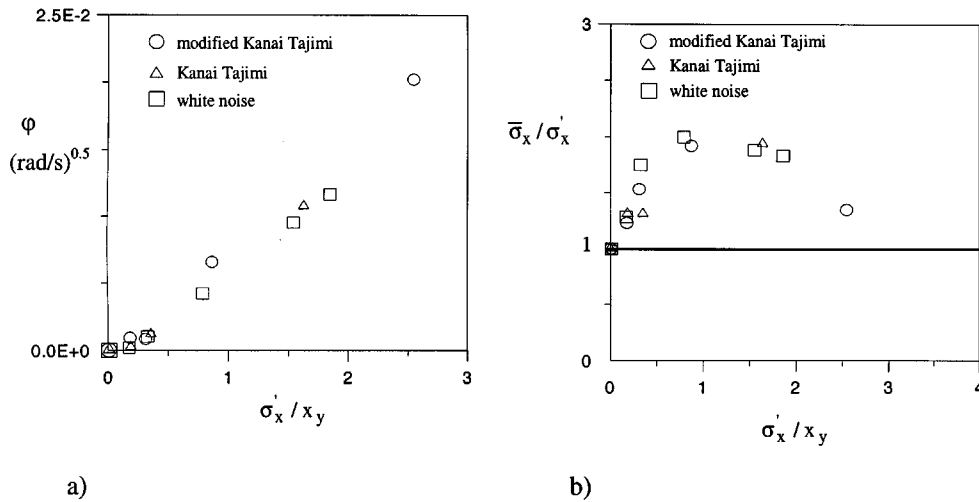 2.5E-2
○ modified Kanai Tajimi
△ Kanai Tajimi
□ white noise
φ
(rad/s)^0.5
0.0E+0
0 1 2 3
σ'x / xy
a)
3
○ modified Kanai Tajimi
△ Kanai Tajimi
□ white noise
σ̅x / σ'x
1
0
0 1 2 3 4
σ'x / xy
b)